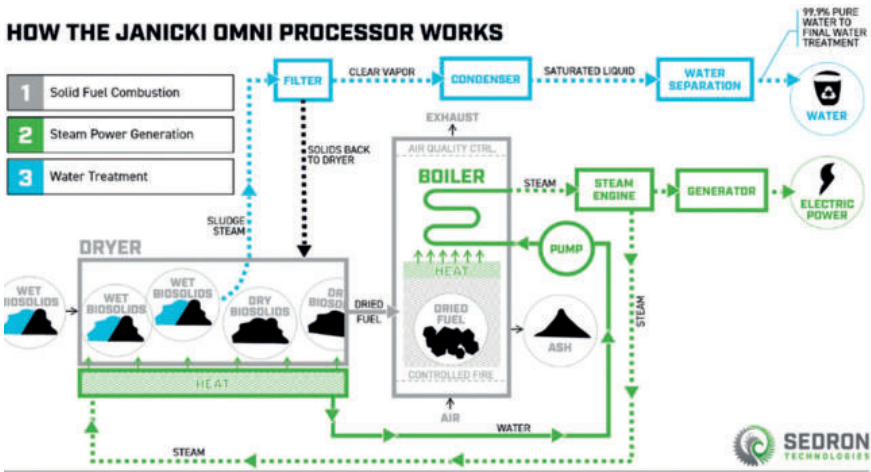 HOW THE JANICKI OMNI PROCESSOR WORKS
99.9% PURE
WATER TO
FINAL WATER
TREATMENT
1 Solid Fuel Combustion
2 Steam Power Generation
3 Water Treatment
FILTER
CLEAR VAPOR
CONDENSER
SATURATED LIQUID
WATER
SEPARATION
WATER
SOLIDS BACK
TO DRYER
SLUDGE
STEAM
EXHAUST
AIR QUALITY CTRL.
BOILER
STEAM
STEAM
ENGINE
GENERATOR
ELECTRIC
POWER
PUMP
HEAT
DRYER
WET
BIOSOLIDS
WET
BIOSOLIDS
WET
BIOSOLIDS
DRY
BIOSOLIDS
DR
BIOSOL
DRIED
FUEL
DRIED
FUEL
CONTROLLED FIRE
ASH
AIR
STEAM
HEAT
WATER
STEAM
SEDRON
TECHNOLOGIES